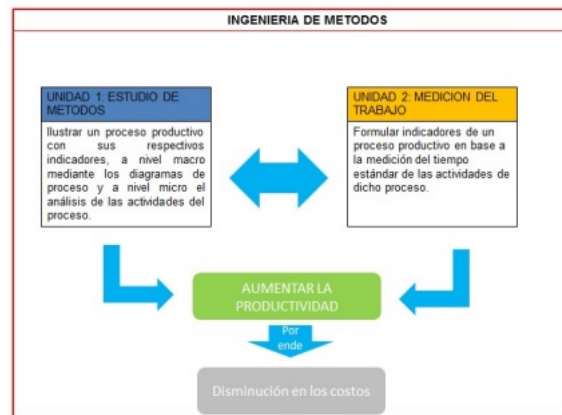 INGENIERIA DE METODOS
UNIDAD 1: ESTUDIO DE
METODOS
Ilustrar un proceso productivo
con sus respectivos
indicadores, a nivel macro
mediante los diagramas de
proceso y a nivel micro el
análisis de las actividades del
proceso.
UNIDAD 2: MEDICION DEL
TRABAJO
Formular indicadores de un
proceso productivo en base a
la medición del tiempo
estándar de las actividades de
dicho proceso.
AUMENTAR LA
PRODUCTIVIDAD
Por
ende
Disminución en los costos